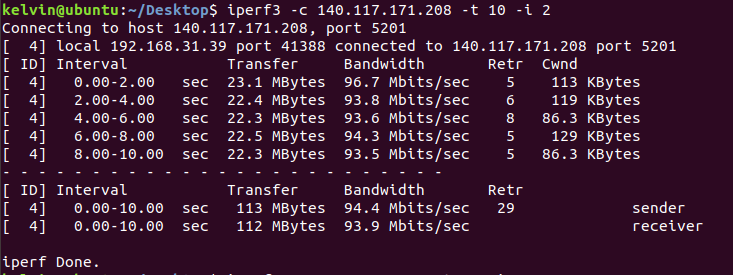 kelvin@ubuntu:~/Desktop$ iperf3 -c 140.117.171.208 -t 10 -i 2
Connecting to host 140.117.171.208, port 5201
[  4] local 192.168.31.39 port 41388 connected to 140.117.171.208 port 5201
[ ID] Interval           Transfer     Bandwidth       Retr  Cwnd
[  4]   0.00-2.00   sec  23.1 MBytes  96.7 Mbits/sec    5    113 KBytes
[  4]   2.00-4.00   sec  22.4 MBytes  93.8 Mbits/sec    6    119 KBytes
[  4]   4.00-6.00   sec  22.3 MBytes  93.6 Mbits/sec    8   86.3 KBytes
[  4]   6.00-8.00   sec  22.5 MBytes  94.3 Mbits/sec    5    129 KBytes
[  4]   8.00-10.00  sec  22.3 MBytes  93.5 Mbits/sec    5   86.3 KBytes
- - - - - - - - - - - - - - - - - - - - - - - - -
[ ID] Interval           Transfer     Bandwidth       Retr
[  4]   0.00-10.00  sec   113 MBytes  94.4 Mbits/sec   29             sender
[  4]   0.00-10.00  sec   112 MBytes  93.9 Mbits/sec                  receiver

iperf Done.